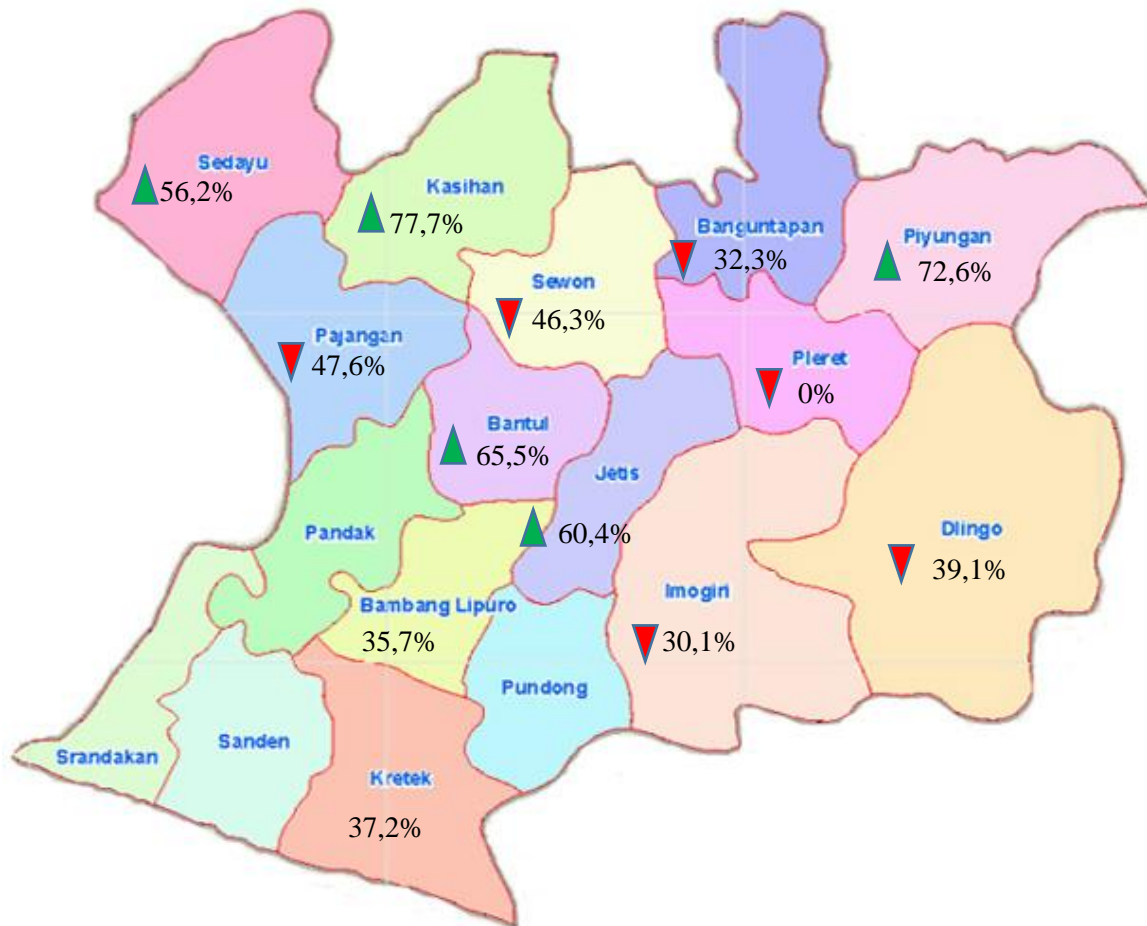 Sedayu
56,2%
Kasihan
77,7%
Banguntapan
32,3%
Piyungan
72,6%
Sewon
46,3%
Pajangan
47,6%
Pleret
0%
Bantul
65,5%
Jetis
60,4%
Pandak
Dlingo
39,1%
Bambang Lipuro
35,7%
Imogiri
30,1%
Pundong
Sanden
Srandakan
Kretek
37,2%